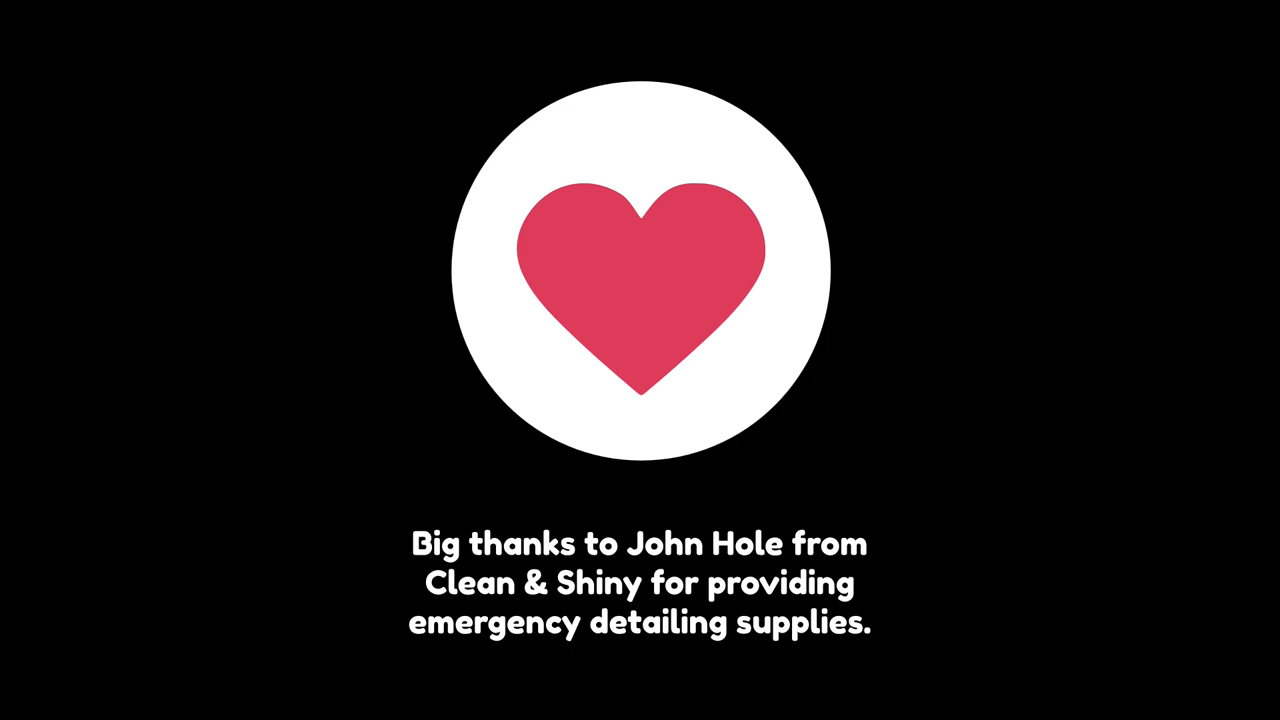 Big thanks to John Hole from
Clean & Shiny for providing
emergency detailing supplies.